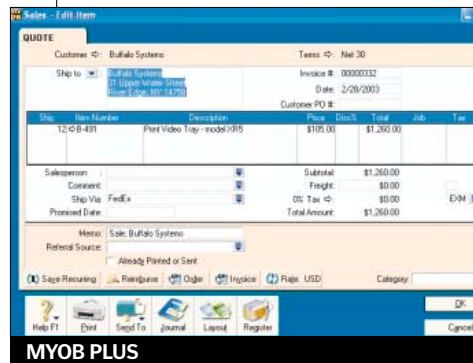 Sales - Edit Item
QUOTE
Customer Buffalo Systems Terms Net 30
Ship to Buffalo Systems Invoice # 00000332
31 Upper Water Street Date: 2/28/2003
River Edge, NY 14798 Customer PO #:
Ship Item Number Description Price Disc% Total Job Tax
12 B-491 Print Video Tray - model XR5 $105.00 $1,260.00
Salesperson : Subtotal: $1,260.00
Comment: Freight: $0.00
Ship Via: FedEx 0% Tax $0.00 EXM
Promised Date: Total Amount: $1,260.00
Memo: Sale; Buffalo Systems
Referral Source:
Already Printed or Sent
Save Recurring Reimburse Order Invoice Rate: USD Category:
Help F1 Print Send To Journal Layout Register OK
Cancel
MYOB PLUS